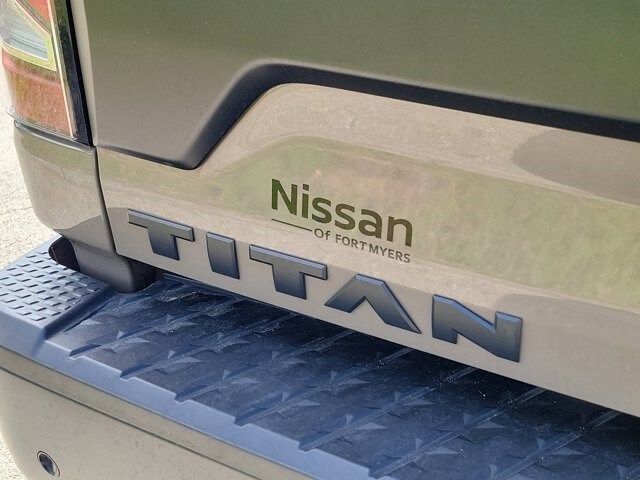 Nissan
Of FORT MYERS
TITAN